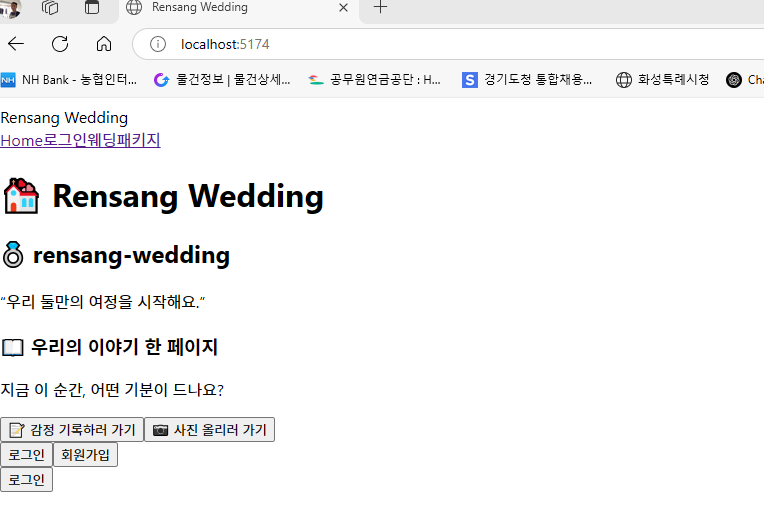 Rensang Wedding
localhost:5174
NH Bank - 농협인터... 물건정보 | 물건상세... 공무원연금공단 : H... 경기도청 통합채용... 화성특례시청 Cha
Rensang Wedding
Home로그인웨딩패키지
🏠 Rensang Wedding
💍 rensang-wedding
“우리 둘만의 여정을 시작해요.”
📖 우리의 이야기 한 페이지
지금 이 순간, 어떤 기분이 드나요?
📝 감정 기록하러 가기 📷 사진 올리러 가기
로그인 회원가입
로그인